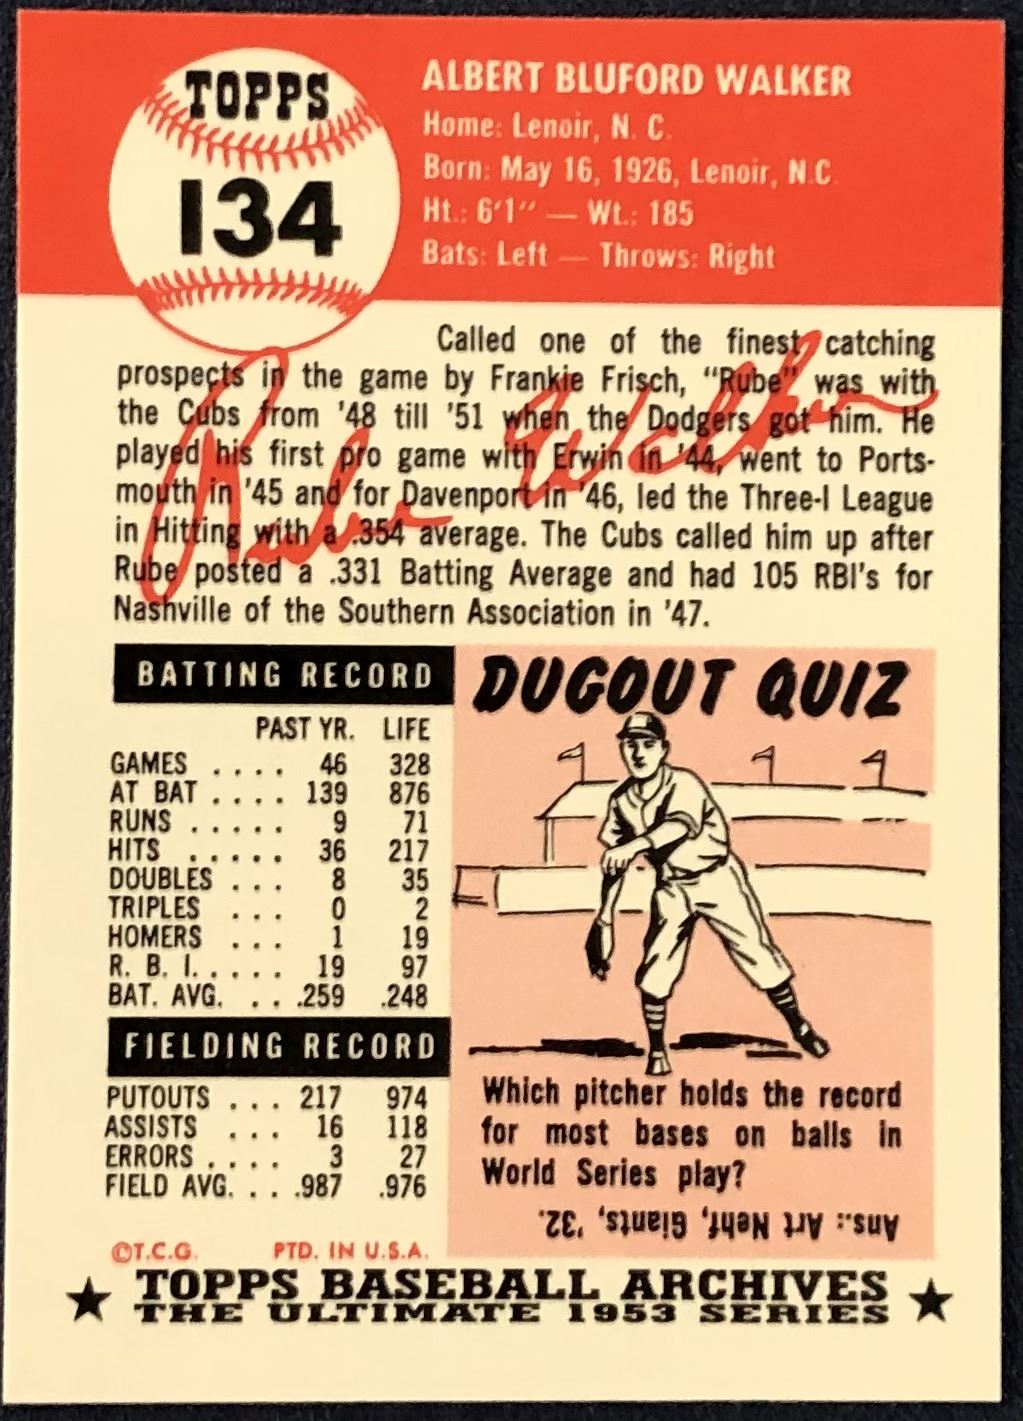 TOPPS
134
ALBERT BLUFORD WALKER
Home: Lenoir, N. C.
Born: May 16, 1926, Lenoir, N.C.
Ht.: 6'1" — Wt.: 185
Bats: Left — Throws: Right
Called one of the finest catching
prospects in the game by Frankie Frisch, "Rube" was with
the Cubs from '48 till '51 when the Dodgers got him. He
played his first pro game with Erwin in '44, went to Ports-
mouth in '45 and for Davenport in '46, led the Three-I League
in Hitting with a .354 average. The Cubs called him up after
Rube posted a .331 Batting Average and had 105 RBI's for
Nashville of the Southern Association in '47.
Rube Walker
BATTING RECORD
PAST YR. LIFE
GAMES .... 46 328
AT BAT .... 139 876
RUNS ..... 9 71
HITS ..... 36 217
DOUBLES ... 8 35
TRIPLES ... 0 2
HOMERS ... 1 19
R. B. I. .... 19 97
BAT. AVG. .. .259 .248
FIELDING RECORD
PUTOUTS ... 217 974
ASSISTS ... 16 118
ERRORS .... 3 27
FIELD AVG. .. .987 .976
DUGOUT QUIZ
Which pitcher holds the record
for most bases on balls in
World Series play?
Ans.: Art Nehf, Giants, '32.
©T.C.G. PTD. IN U.S.A.
★ TOPPS BASEBALL ARCHIVES ★
THE ULTIMATE 1953 SERIES